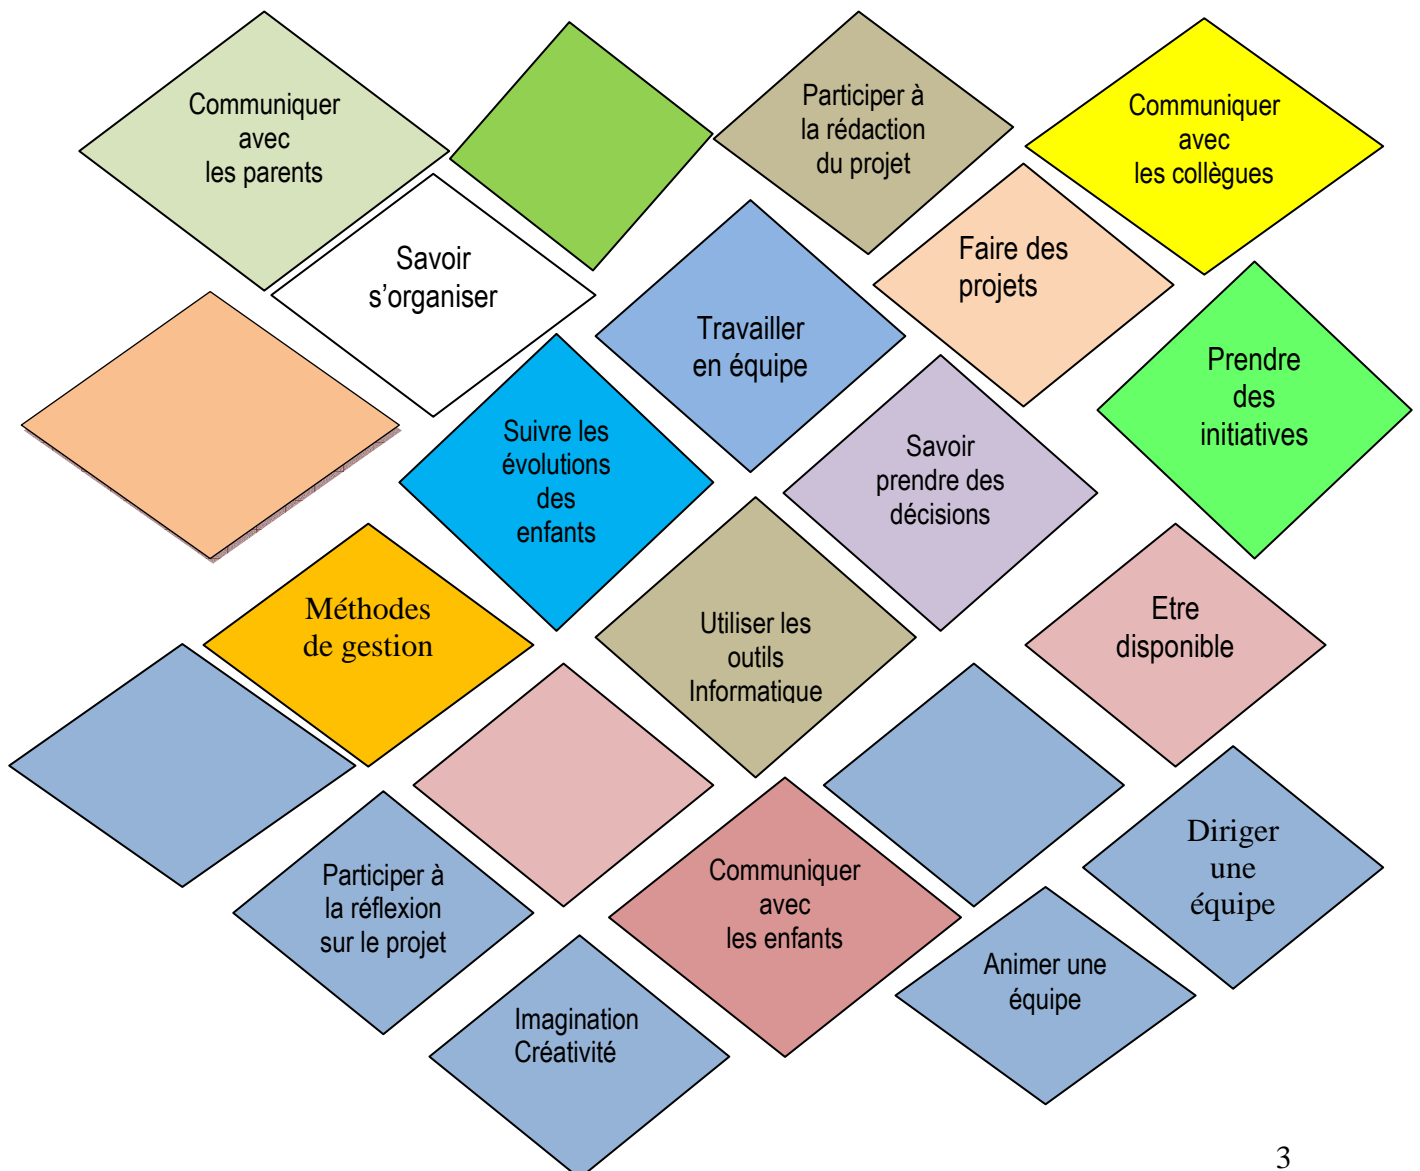 Communiquer
avec
les parents
Participer à
la rédaction
du projet
Communiquer
avec
les collègues
Savoir
s’organiser
Faire des
projets
Travailler
en équipe
Prendre
des
initiatives
Suivre les
évolutions
des
enfants
Savoir
prendre des
décisions
Méthodes
de gestion
Utiliser les
outils
Informatique
Etre
disponible
Diriger
une
équipe
Participer à
la réflexion
sur le projet
Communiquer
avec
les enfants
Animer une
équipe
Imagination
Créativité
3